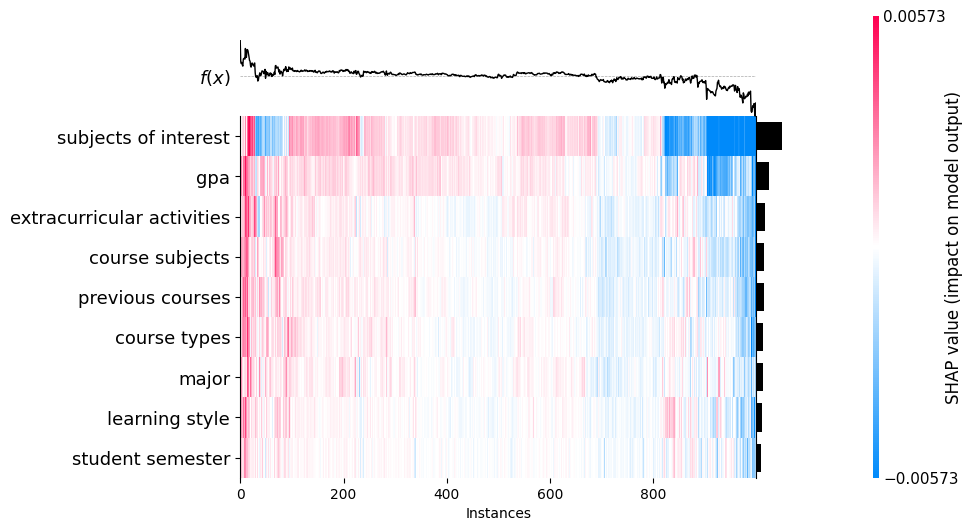 0.00573
f(x)
subjects of interest
gpa
extracurricular activities
course subjects
previous courses
course types
major
learning style
student semester
0 200 400 600 800
Instances
SHAP value (impact on model output)
−0.00573